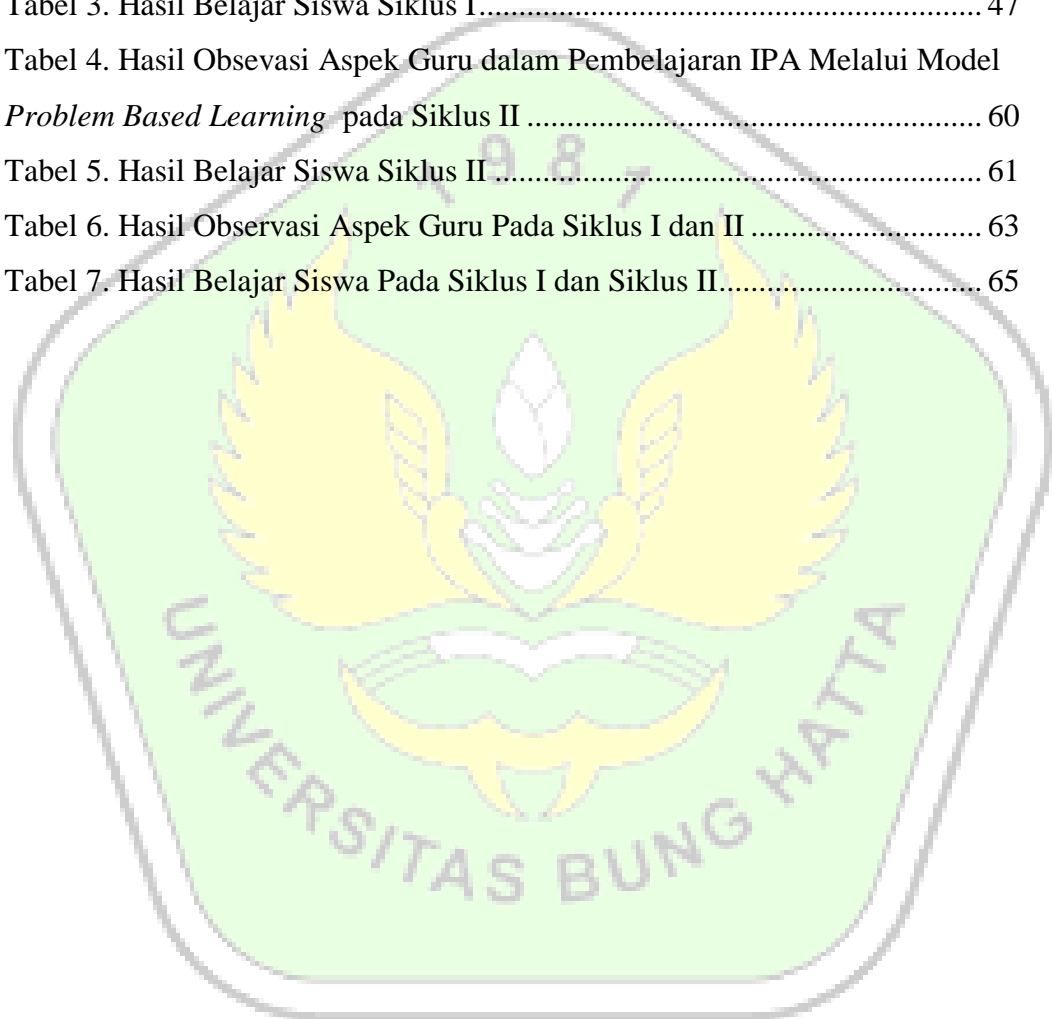 Tabel 3. Hasil Belajar Siswa Siklus I.................................................................. 47
Tabel 4. Hasil Obsevasi Aspek Guru dalam Pembelajaran IPA Melalui Model
Problem Based Learning pada Siklus II ............................................................ 60
Tabel 5. Hasil Belajar Siswa Siklus II ................................................................ 61
Tabel 6. Hasil Observasi Aspek Guru Pada Siklus I dan II .............................. 63
Tabel 7. Hasil Belajar Siswa Pada Siklus I dan Siklus II.................................. 65
1981
UNIVERSITAS BUNG HATTA